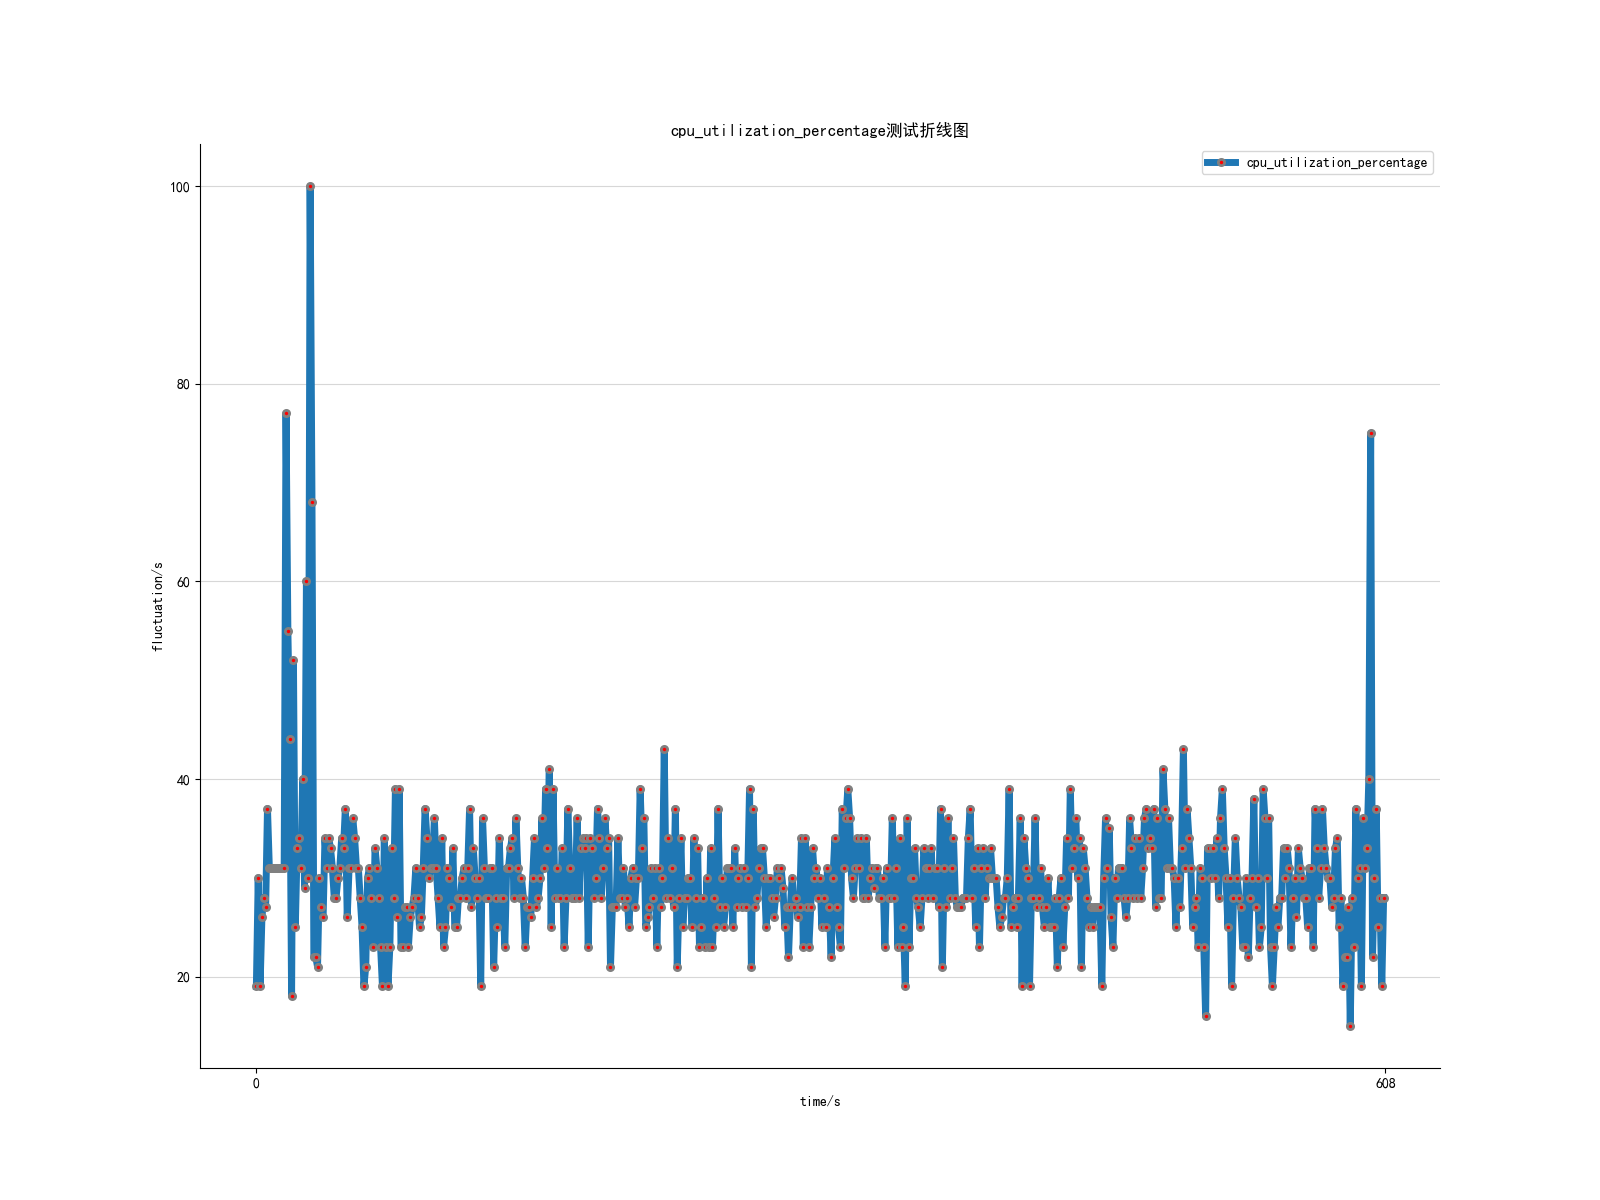 cpu_utilization_percentage测试折线图
cpu_utilization_percentage
100
80
60
40
20
fluctuation/s
0
608
time/s